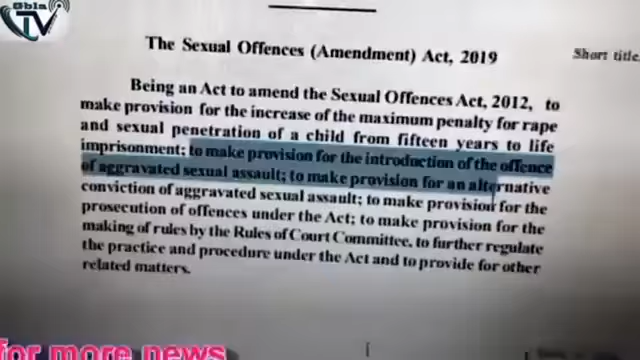 Gbla
TV
The Sexual Offences (Amendment) Act, 2019
Short title.
Being an Act to amend the Sexual Offences Act, 2012, to
make provision for the increase of the maximum penalty for rape
and sexual penetration of a child from fifteen years to life
imprisonment; to make provision for the introduction of the offence
of aggravated sexual assault; to make provision for an alternative
conviction of aggravated sexual assault; to make provision for the
prosecution of offences under the Act; to make provision for the
making of rules by the Rules of Court Committee, to further regulate
the practice and procedure under the Act and to provide for other
related matters.
for more news